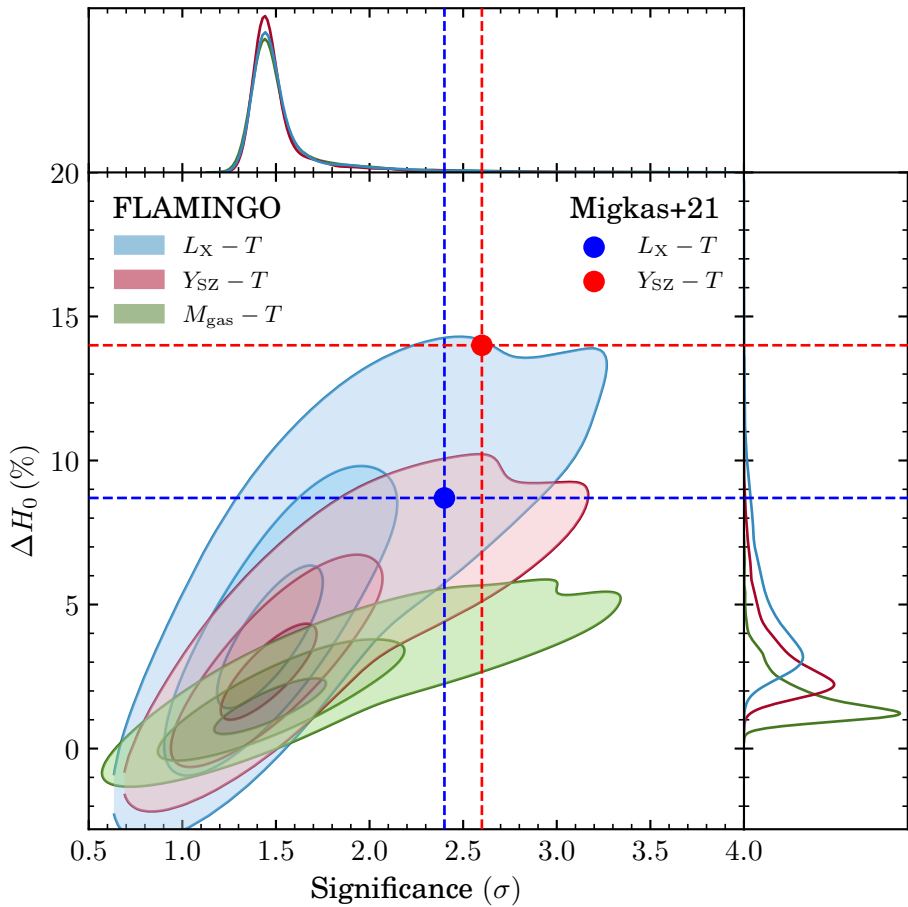 20
15
10
5
0
ΔH₀ (%)
FLAMINGO
L_X − T
Y_SZ − T
M_gas − T
Migkas+21
L_X − T
Y_SZ − T
0.5 1.0 1.5 2.0 2.5 3.0 3.5 4.0
Significance (σ)